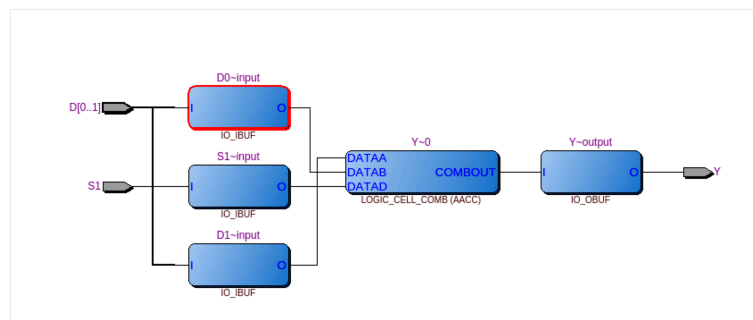 D0~input
D[0..1]
I
O
IO_IBUF
S1~input
S1
I
O
IO_IBUF
D1~input
I
O
IO_IBUF
Y~0
DATAA
DATAB
DATAD
COMBOUT
LOGIC_CELL_COMB (AACC)
Y~output
I
O
IO_OBUF
Y